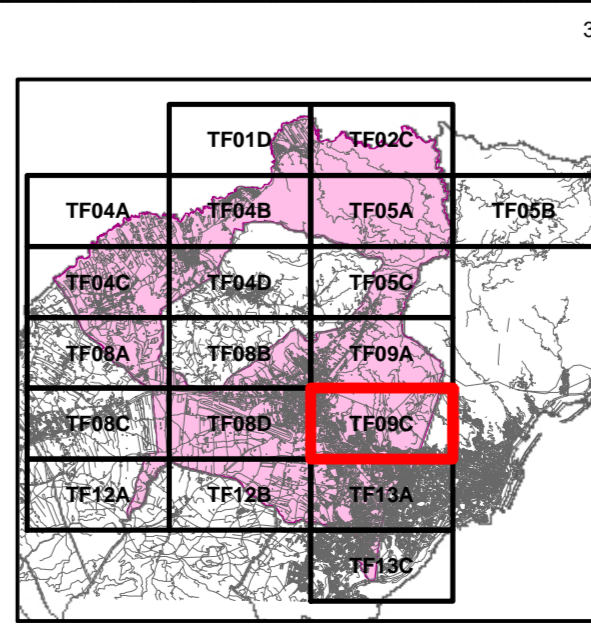 3
TF01D TF02C
TF04A TF04B TF05A TF05B
TF04C TF04D TF05C
TF08A TF08B TF09A
TF08C TF08D TF09C
TF12A TF12B TF13A
TF13C